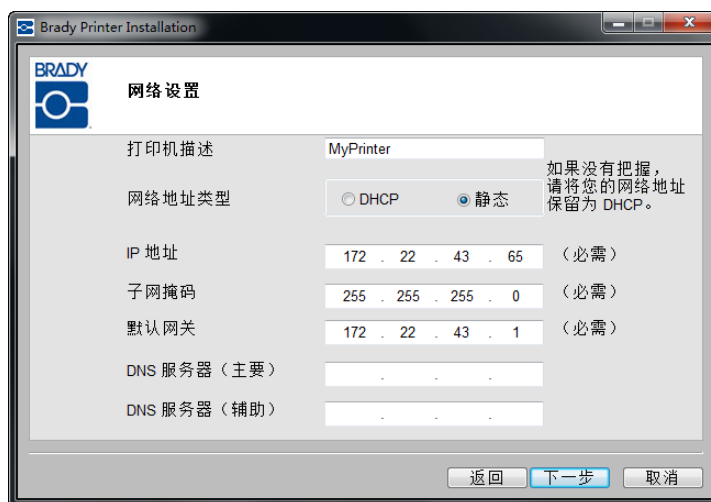 Brady Printer Installation
BRADY
网络设置
打印机描述 MyPrinter
如果没有把握，
请将您的网络地址
保留为 DHCP。
网络地址类型 DHCP 静态
IP 地址 172 . 22 . 43 . 65 （必需）
子网掩码 255 . 255 . 255 . 0 （必需）
默认网关 172 . 22 . 43 . 1 （必需）
DNS 服务器（主要） . . .
DNS 服务器（辅助） . . .
返回 下一步 取消